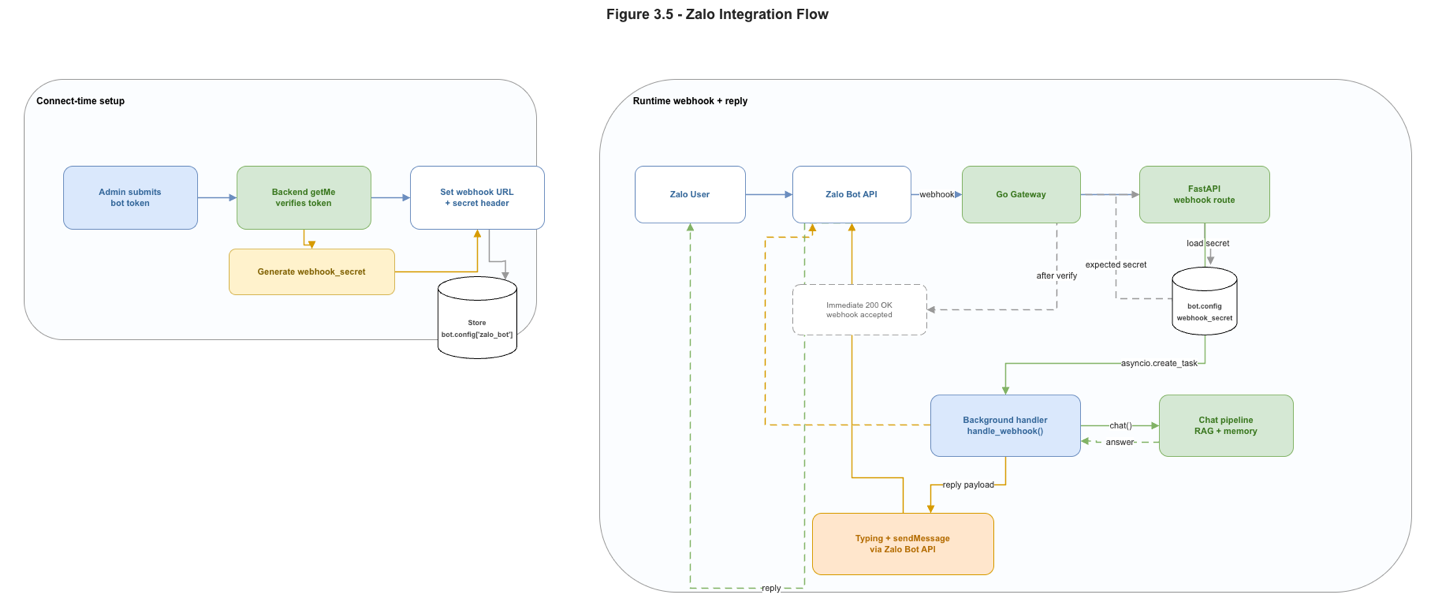 Figure 3.5 - Zalo Integration Flow
Connect-time setup
Admin submits
bot token
Backend getMe
verifies token
Set webhook URL
+ secret header
Generate webhook_secret
Store
bot.config['zalo_bot']
Runtime webhook + reply
Zalo User
Zalo Bot API
webhook
Go Gateway
FastAPI
webhook route
load secret
expected secret
after verify
Immediate 200 OK
webhook accepted
bot.config
webhook_secret
asyncio.create_task
Background handler
handle_webhook()
chat()
answer
Chat pipeline
RAG + memory
reply payload
Typing + sendMessage
via Zalo Bot API
reply